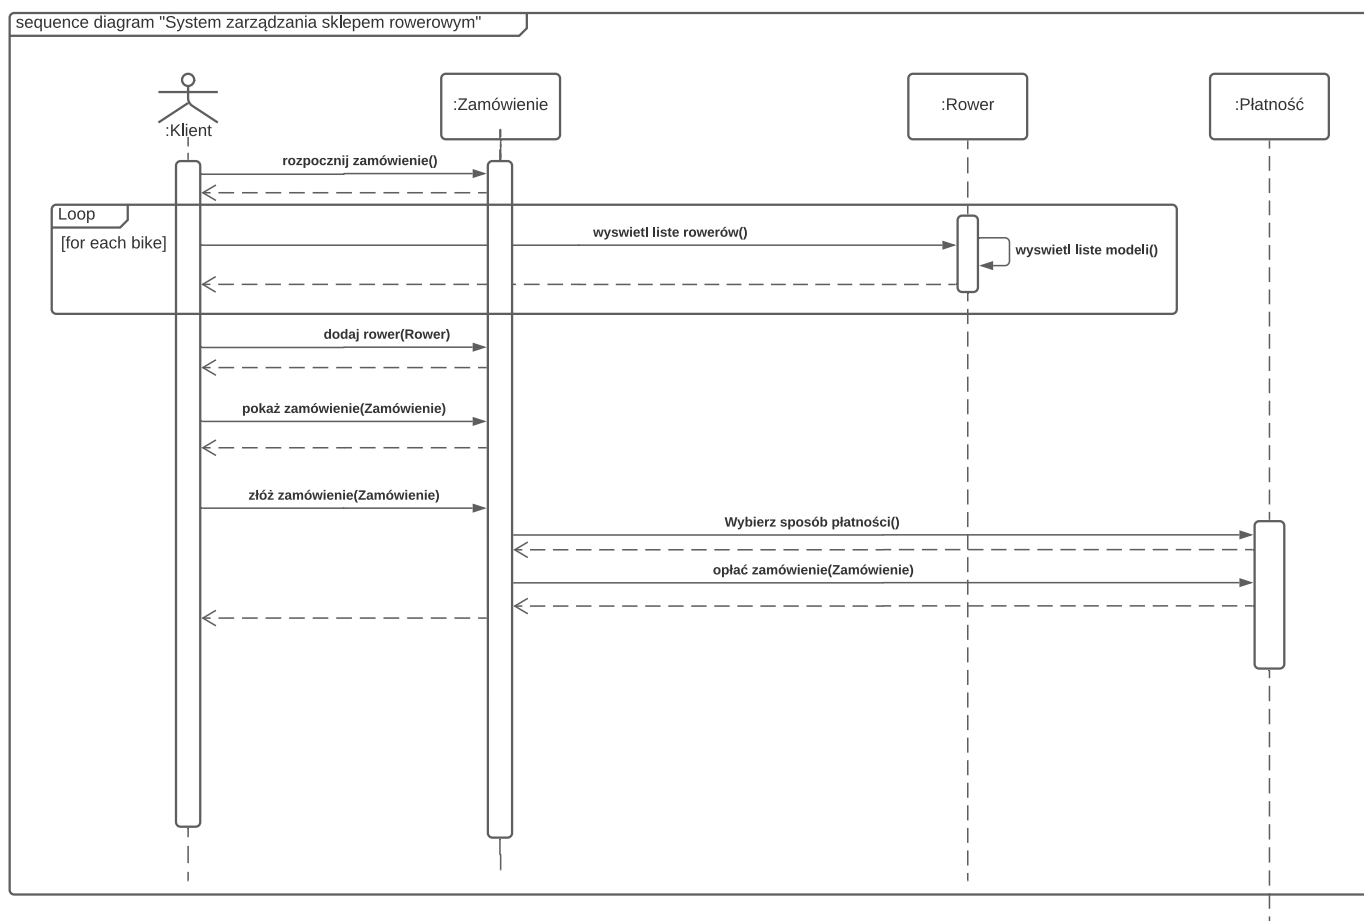 sequence diagram "System zarządzania sklepem rowerowym"
:Klient
:Zamówienie
:Rower
:Płatność
rozpocznij zamówienie()
Loop
[for each bike]
wyswietl liste rowerów()
wyswietl liste modeli()
dodaj rower(Rower)
pokaż zamówienie(Zamówienie)
złóż zamówienie(Zamówienie)
Wybierz sposób płatności()
opłać zamówienie(Zamówienie)